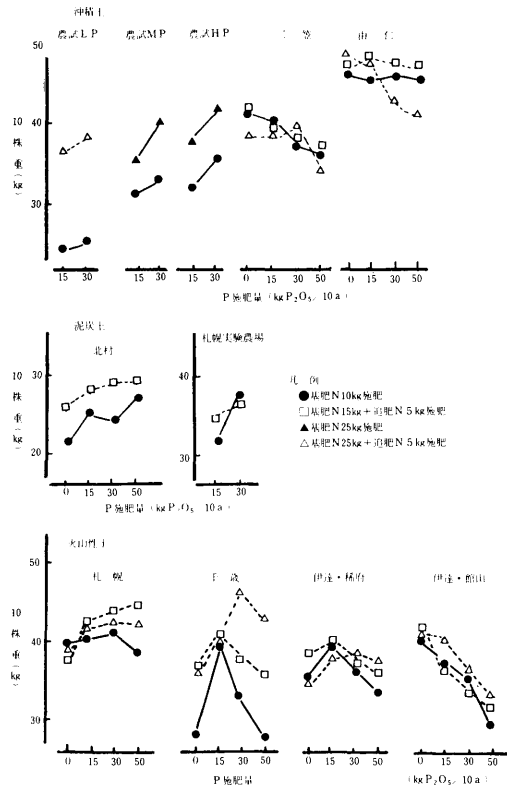 沖積土
農試LP 農試MP 農試HP 由仁
50
40
30
10株重(kg)
15 30 15 30 15 30 0 15 30 50 0 15 30 50
P施肥量(kgP₂O₅/10a)
泥炭土
北村 札幌実験農場
30
20
10株重(kg)
40
30
0 15 30 50 15 30
P施肥量(kgP₂O₅/10a)
凡例
●基肥N10kg施肥
□基肥N15kg+追肥N5kg施肥
▲基肥N25kg施肥
△基肥N25kg+追肥N5kg施肥
火山性土
札幌 千歳 伊達・稀府 伊達・館山
50
40
30
10株重(kg)
0 15 30 50 0 15 30 50 0 15 30 50 0 15 30 50
P施肥量 (kgP₂O₅/10a)